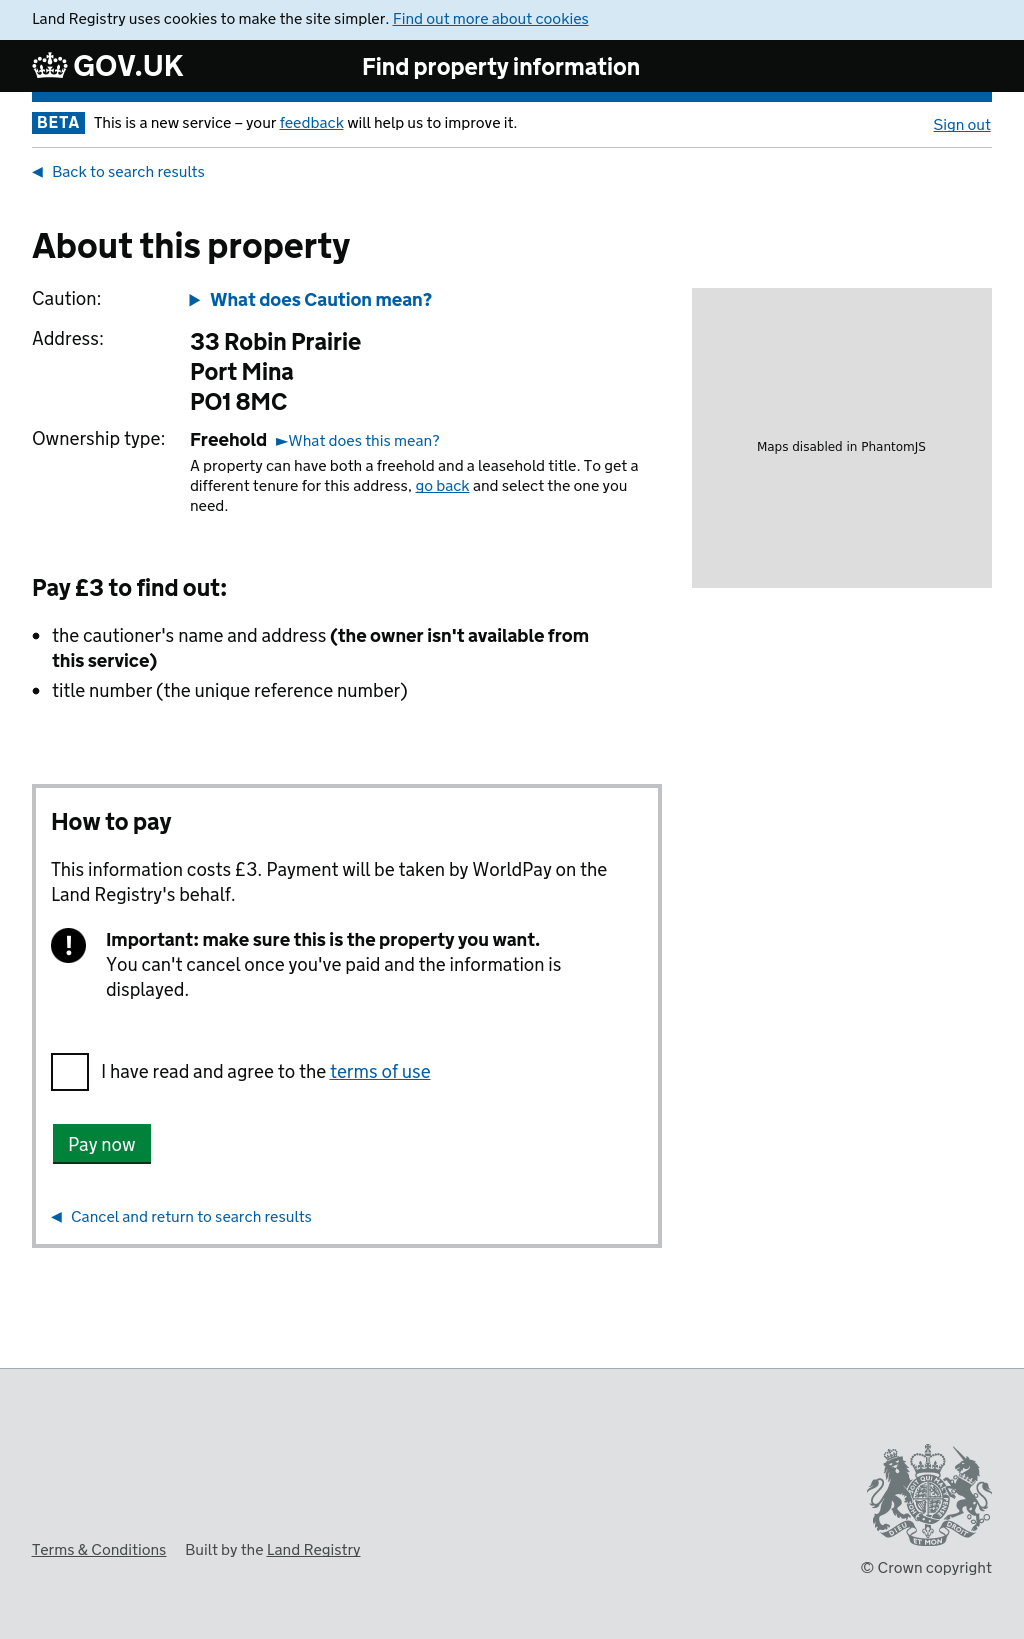 Land Registry uses cookies to make the site simpler. Find out more about cookies
GOV.UK
Find property information
BETA This is a new service – your feedback will help us to improve it.
Sign out
◀ Back to search results
About this property
Caution:
▶ What does Caution mean?
Address:
33 Robin Prairie
Port Mina
PO1 8MC
Ownership type:
Freehold ►What does this mean?
A property can have both a freehold and a leasehold title. To get a
different tenure for this address, go back and select the one you
need.
Maps disabled in PhantomJS
Pay £3 to find out:
• the cautioner's name and address (the owner isn't available from
this service)
• title number (the unique reference number)
How to pay
This information costs £3. Payment will be taken by WorldPay on the
Land Registry's behalf.
! Important: make sure this is the property you want.
You can't cancel once you've paid and the information is
displayed.
I have read and agree to the terms of use
Pay now
◀ Cancel and return to search results
DIEU ET MON DROIT
Terms & Conditions Built by the Land Registry
© Crown copyright